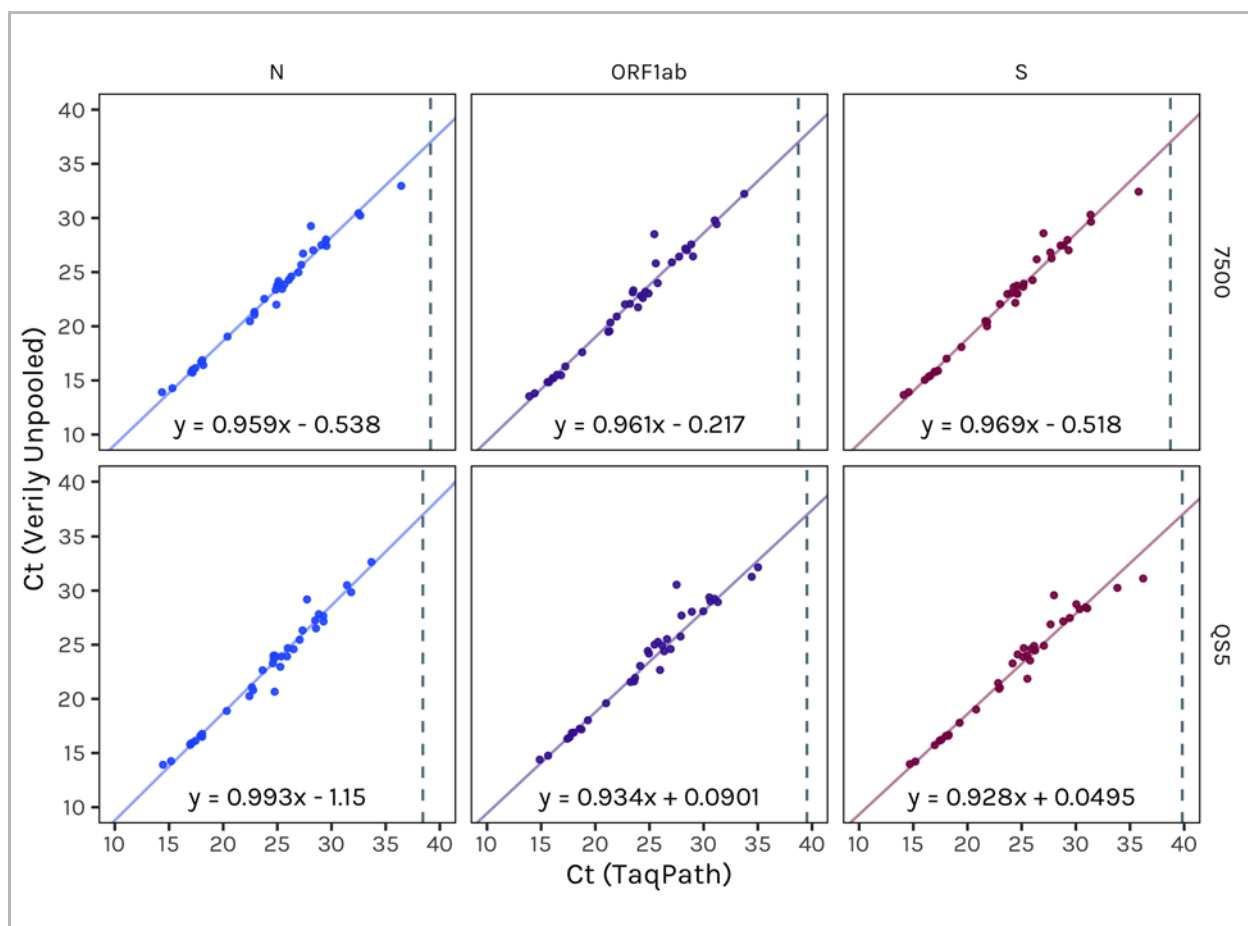 N
ORF1ab
S
40
35
30
25
20
15
10
y = 0.959x - 0.538
y = 0.961x - 0.217
y = 0.969x - 0.518
7500
Ct (Verily Unpooled)
40
35
30
25
20
15
10
y = 0.993x - 1.15
y = 0.934x + 0.0901
y = 0.928x + 0.0495
QS5
10 15 20 25 30 35 40
10 15 20 25 30 35 40
10 15 20 25 30 35 40
Ct (TaqPath)